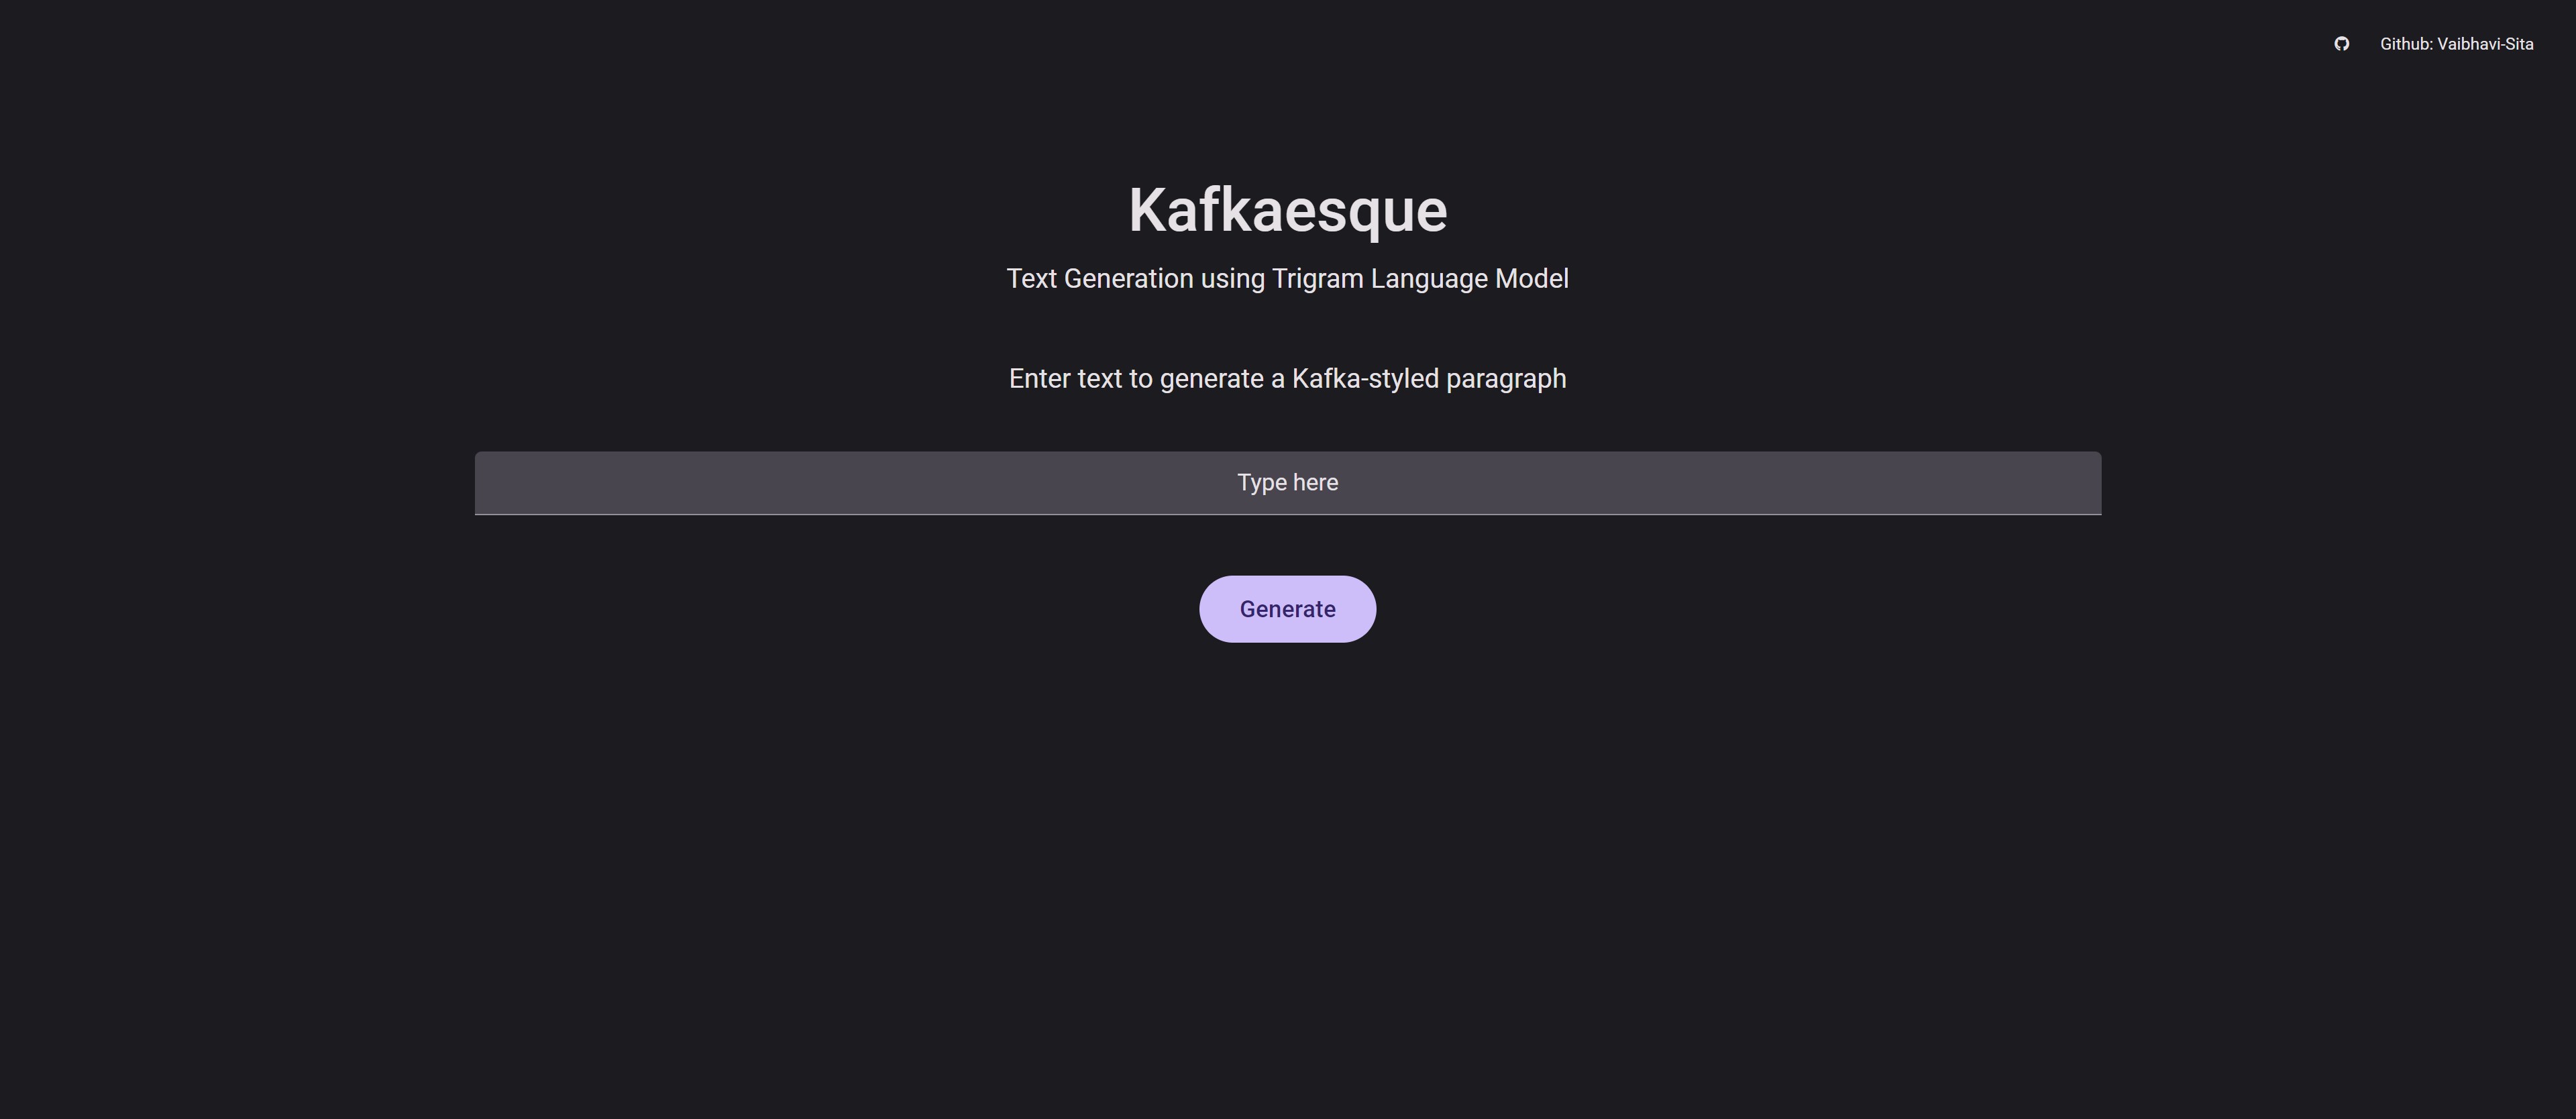 Github: Vaibhavi-Sita
Kafkaesque
Text Generation using Trigram Language Model
Enter text to generate a Kafka-styled paragraph
Type here
Generate